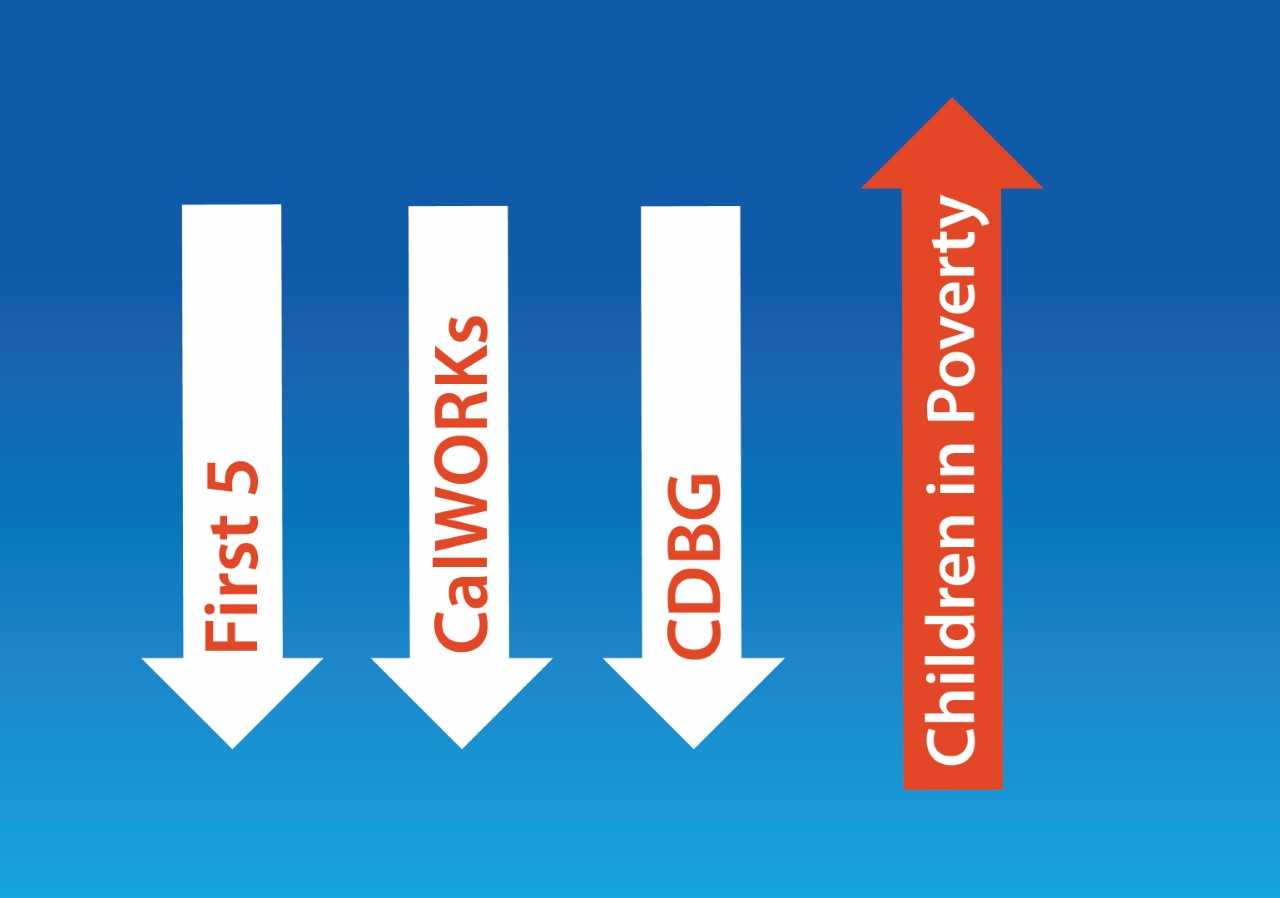 First 5
CalWORKs
CDBG
Children in Poverty